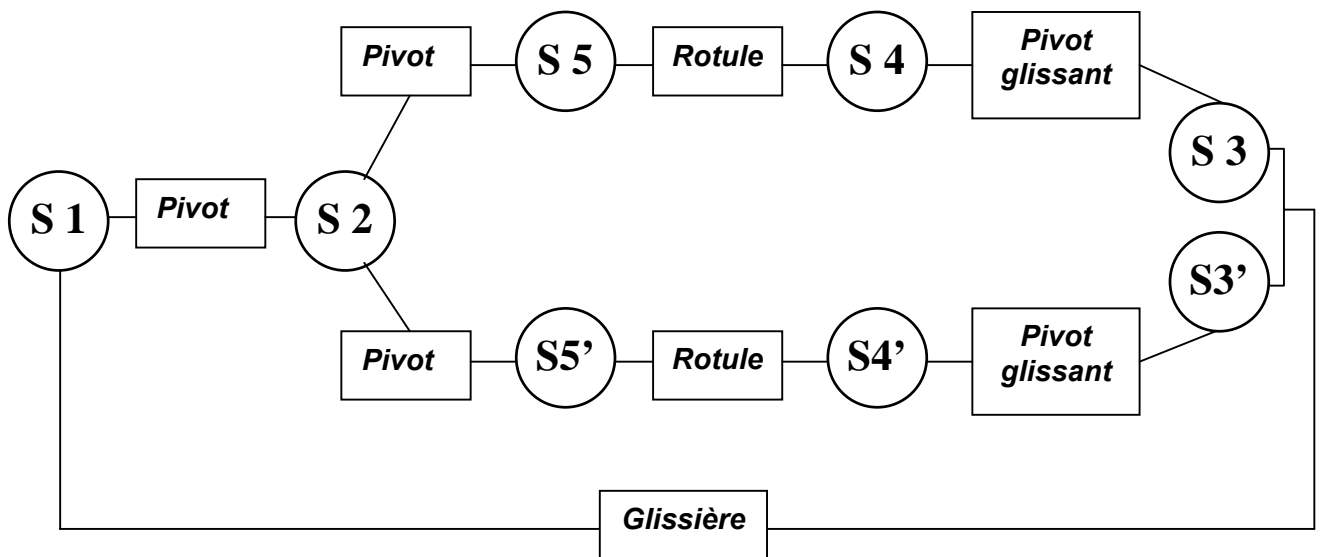 Pivot
S 5
Rotule
S 4
Pivot
glissant
S 3
S 1
Pivot
S 2
S3’
Pivot
S5’
Rotule
S4’
Pivot
glissant
Glissière